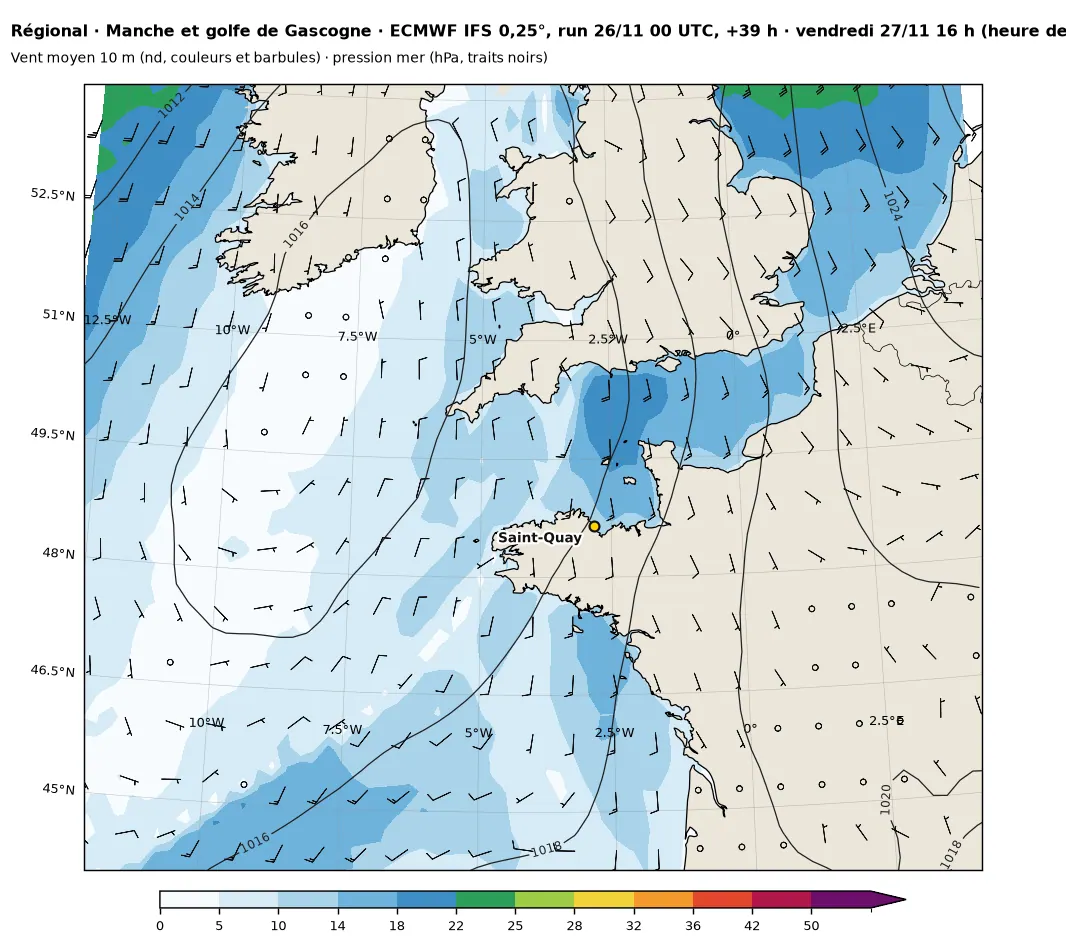 Régional · Manche et golfe de Gascogne · ECMWF IFS 0,25°, run 26/11 00 UTC, +39 h · vendredi 27/11 16 h (heure de
Vent moyen 10 m (nd, couleurs et barbules) · pression mer (hPa, traits noirs)
1012
52.5°N
1014
1024
1016
51°N
12.5°W
10°W
7.5°W
5°W
2.5°W
0°
2.5°E
49.5°N
48°N
Saint-Quay
46.5°N
10°W
7.5°W
5°W
2.5°W
0°
2.5°E
45°N
1020
1016
1018
1018
0 5 10 14 18 22 25 28 32 36 42 50